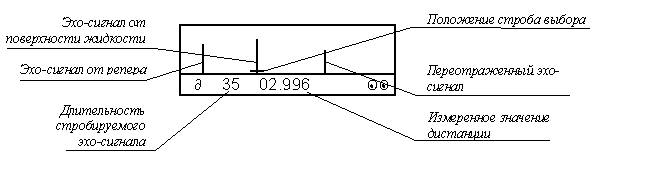 Эхо-сигнал от
поверхности жидкости
Эхо-сигнал от репера
Длительность
стробируемого
эхо-сигнала
∂ 35 02.996
Положение строба выбора
Переотраженный эхо-
сигнал
Измеренное значение
дистанции